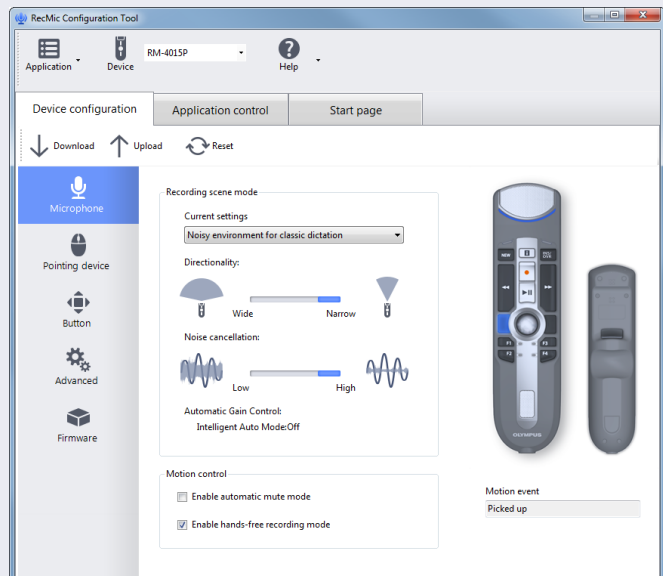 RecMic Configuration Tool
Application
Device
RM-4015P
Help
Device configuration
Application control
Start page
Download
Upload
Reset
Microphone
Pointing device
Button
Advanced
Firmware
Recording scene mode
Current settings
Noisy environment for classic dictation
Directionality:
Wide Narrow
Noise cancellation:
Low High
Automatic Gain Control:
Intelligent Auto Mode:Off
Motion control
Enable automatic mute mode
Enable hands-free recording mode
NEW
F1 F3
F2 F4
OLYMPUS
Motion event
Picked up